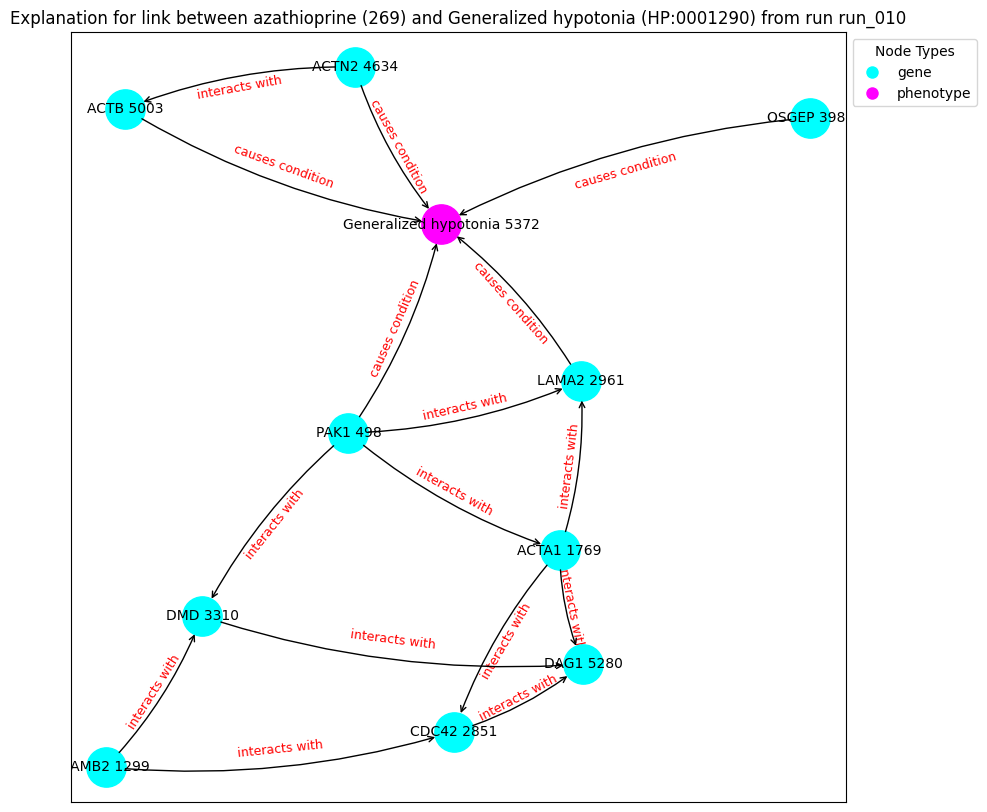 Explanation for link between azathioprine (269) and Generalized hypotonia (HP:0001290) from run run_010
Node Types
gene
phenotype
ACTN2 4634
interacts with
ACTB 5003
causes condition
OSGEP 398
causes condition
causes condition
Generalized hypotonia 5372
causes condition
causes condition
LAMA2 2961
interacts with
PAK1 498
interacts with
interacts with
interacts with
ACTA1 1769
interacts with
interacts with
DMD 3310
interacts with
DAG1 5280
interacts with
interacts with
CDC42 2851
interacts with
AMB2 1299